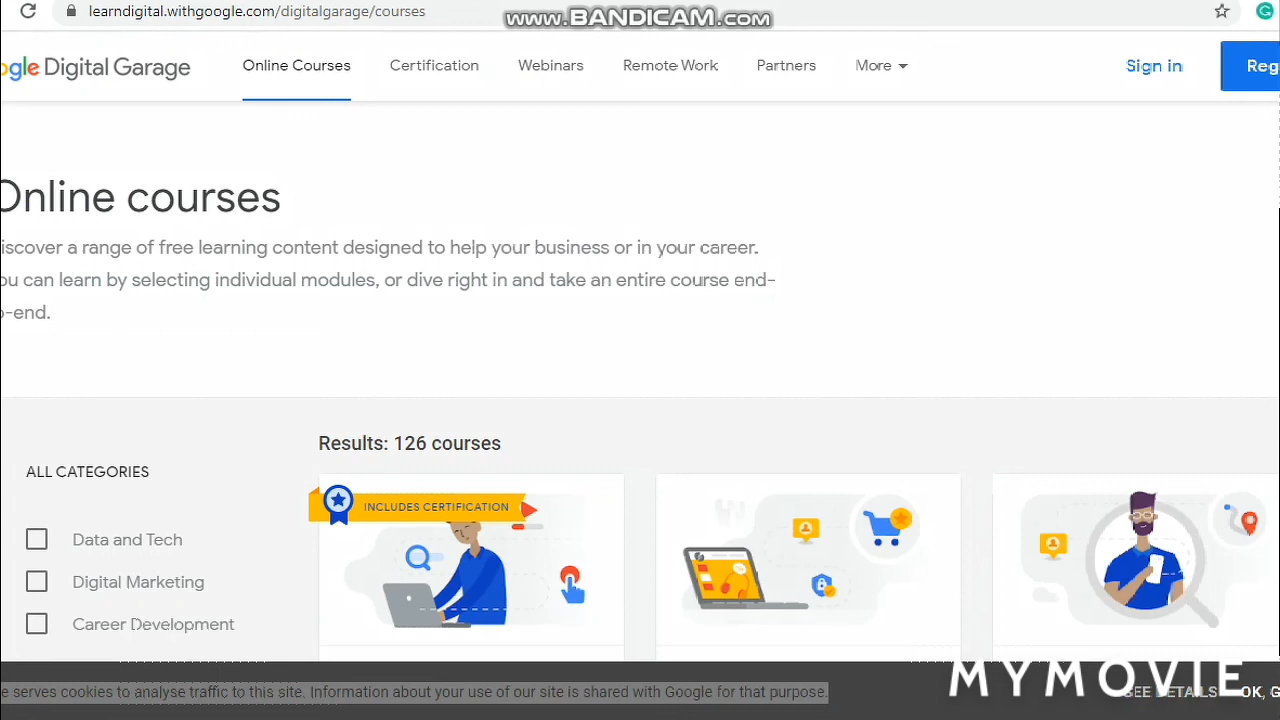 learndigital.withgoogle.com/digitalgarage/courses
www.BANDICAM.com
ogle Digital Garage
Online Courses
Certification
Webinars
Remote Work
Partners
More
Sign in
Reg
Online courses
iscover a range of free learning content designed to help your business or in your career.
ou can learn by selecting individual modules, or dive right in and take an entire course end-
o-end.
Results: 126 courses
ALL CATEGORIES
INCLUDES CERTIFICATION
Data and Tech
Digital Marketing
Career Development
e serves cookies to analyse traffic to this site. Information about your use of our site is shared with Google for that purpose.
SEE DETAILS
OK, G
MYMOVIE